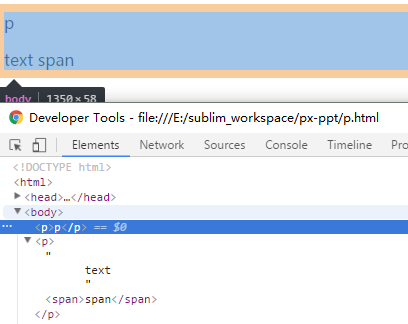 p
text span
body 1350×58
Developer Tools - file:///E:/sublim_workspace/px-ppt/p.html
Elements Network Sources Console Timeline Pr
<!DOCTYPE html>
<html>
<head>…</head>
<body>
… <p>p</p> == $0
<p>
"
text
"
<span>span</span>
</p>